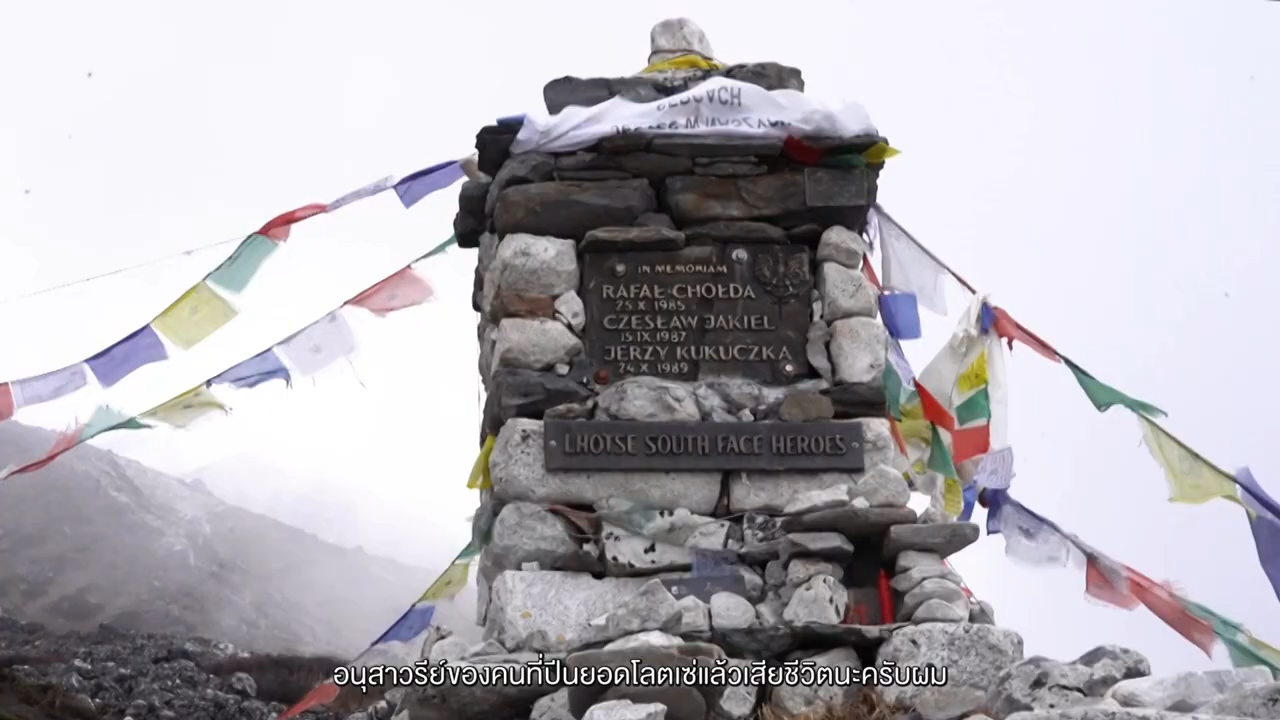 IN MEMORIAM
RAFAŁ CHOŁDA
25 X. 1985
CZESŁAW JAKIEL
15 IX. 1987
JERZY KUKUCZKA
24 X. 1989
LHOTSE SOUTH FACE HEROES
อนุสาวรีย์ของคนที่ปีนยอดโลตเซ่แล้วเสียชีวิตนะครับผม